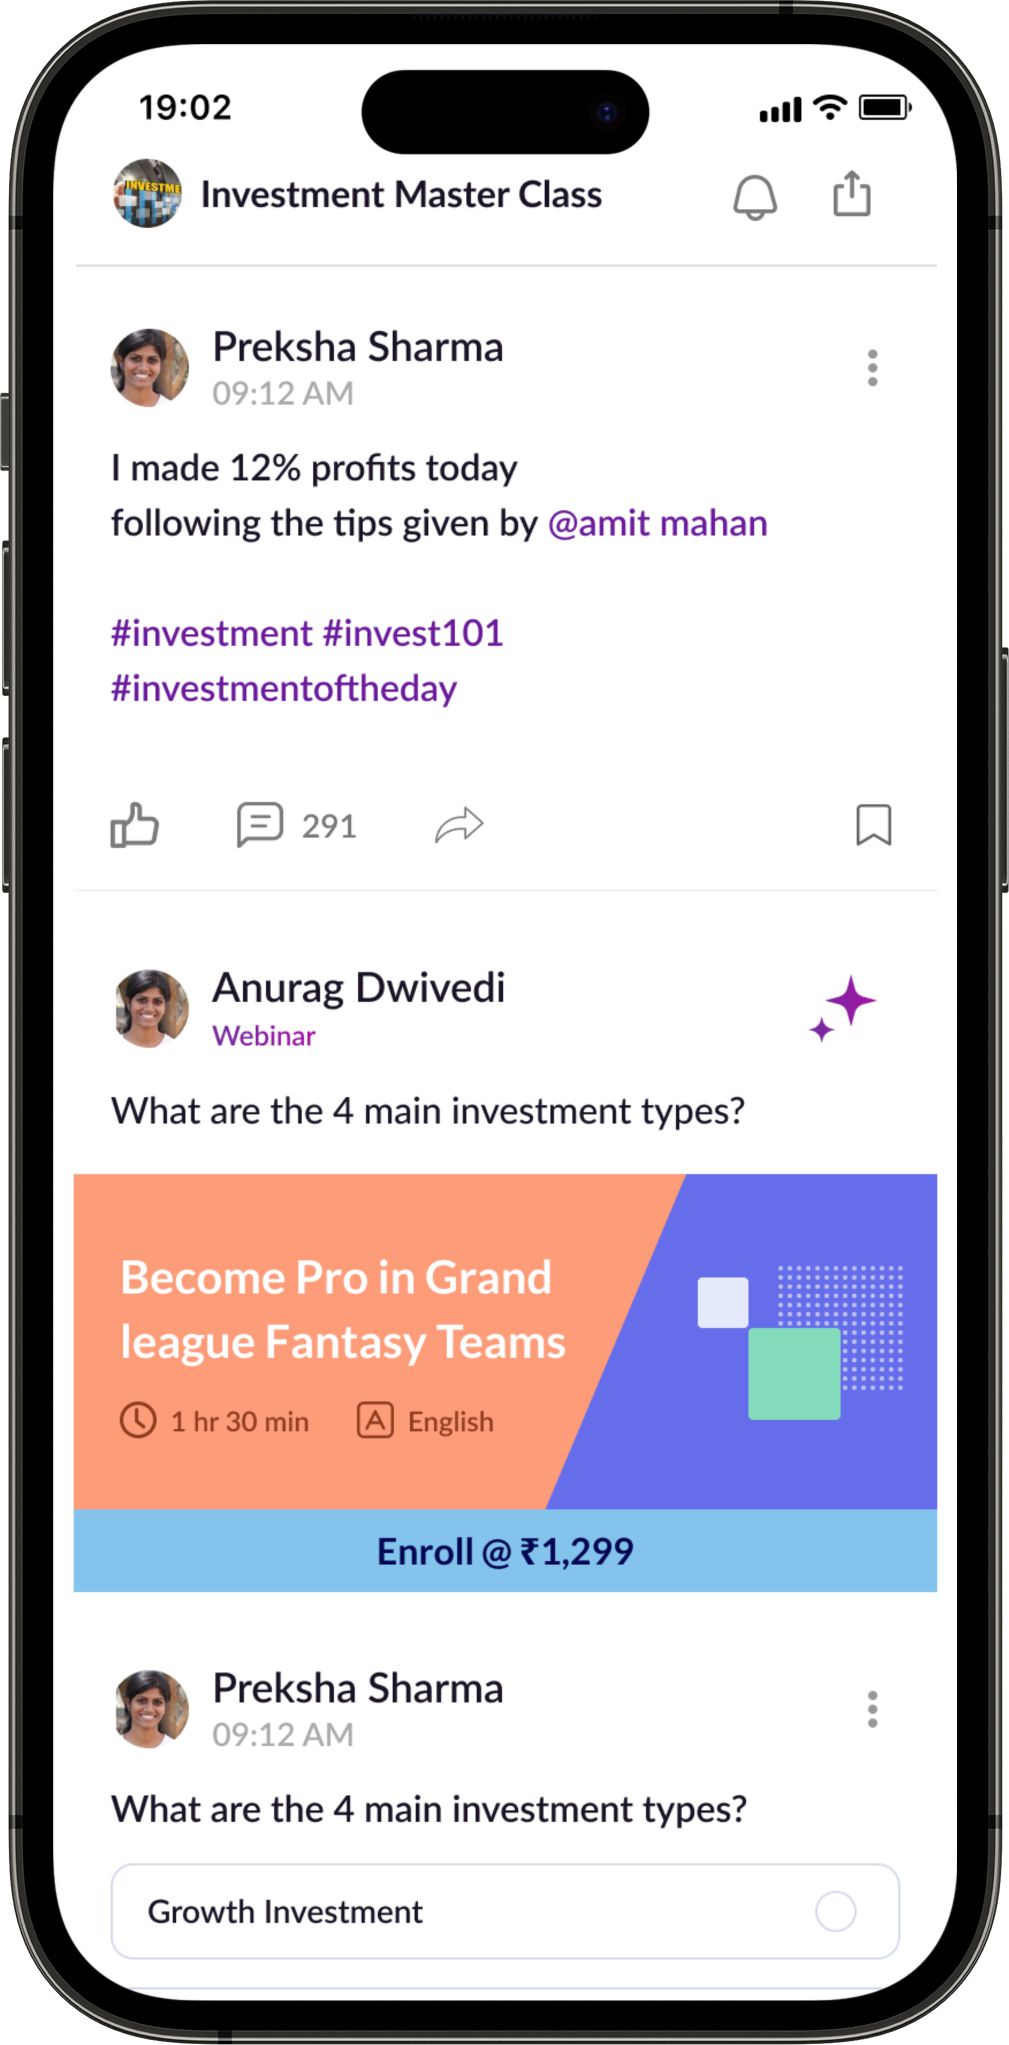 19:02
INVESTME
Investment Master Class
Preksha Sharma
09:12 AM
I made 12% profits today
following the tips given by @amit mahan
#investment #invest101
#investmentoftheday
291
Anurag Dwivedi
Webinar
What are the 4 main investment types?
Become Pro in Grand
league Fantasy Teams
1 hr 30 min
A English
Enroll @ ₹1,299
Preksha Sharma
09:12 AM
What are the 4 main investment types?
Growth Investment